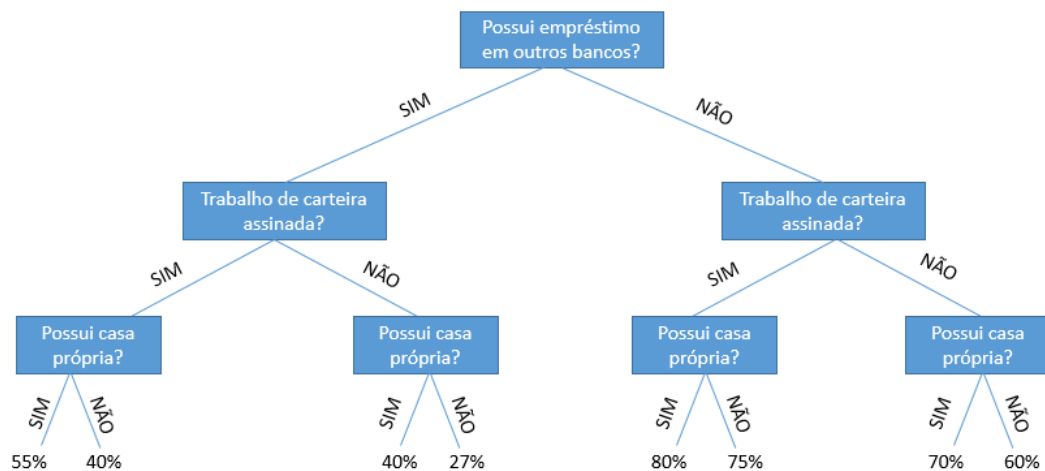 Possui empréstimo
em outros bancos?
SIM
NÃO
Trabalho de carteira
assinada?
Trabalho de carteira
assinada?
SIM
NÃO
SIM
NÃO
Possui casa
própria?
Possui casa
própria?
Possui casa
própria?
Possui casa
própria?
SIM
NÃO
SIM
NÃO
SIM
NÃO
SIM
NÃO
55%
40%
40%
27%
80%
75%
70%
60%